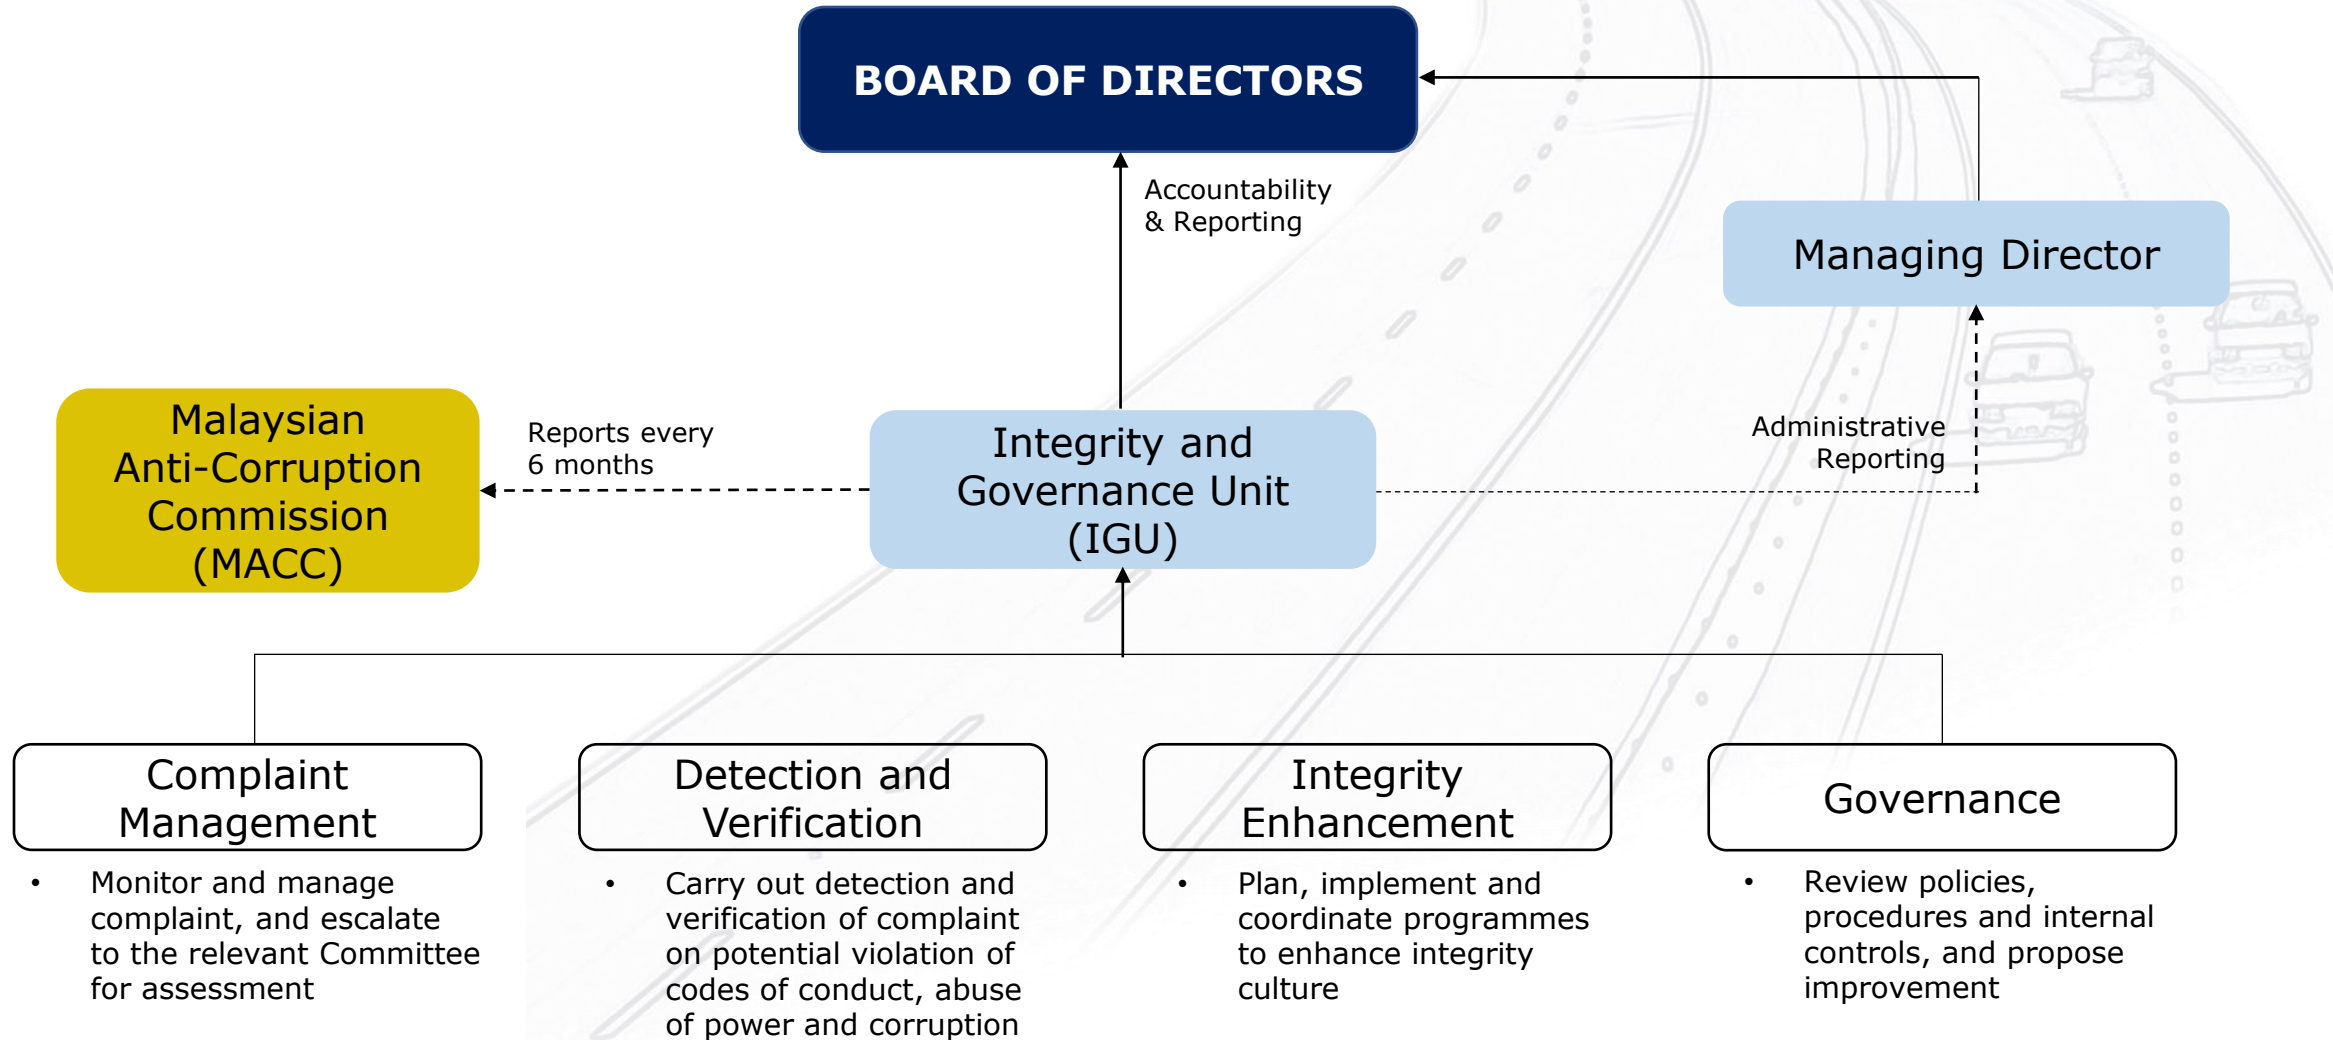 BOARD OF DIRECTORS
Accountability
& Reporting
Managing Director
Malaysian
Anti-Corruption
Commission
(MACC)
Reports every
6 months
Integrity and
Governance Unit
(IGU)
Administrative
Reporting
Complaint
Management
• Monitor and manage
complaint, and escalate
to the relevant Committee
for assessment
Detection and
Verification
• Carry out detection and
verification of complaint
on potential violation of
codes of conduct, abuse
of power and corruption
Integrity
Enhancement
• Plan, implement and
coordinate programmes
to enhance integrity
culture
Governance
• Review policies,
procedures and internal
controls, and propose
improvement